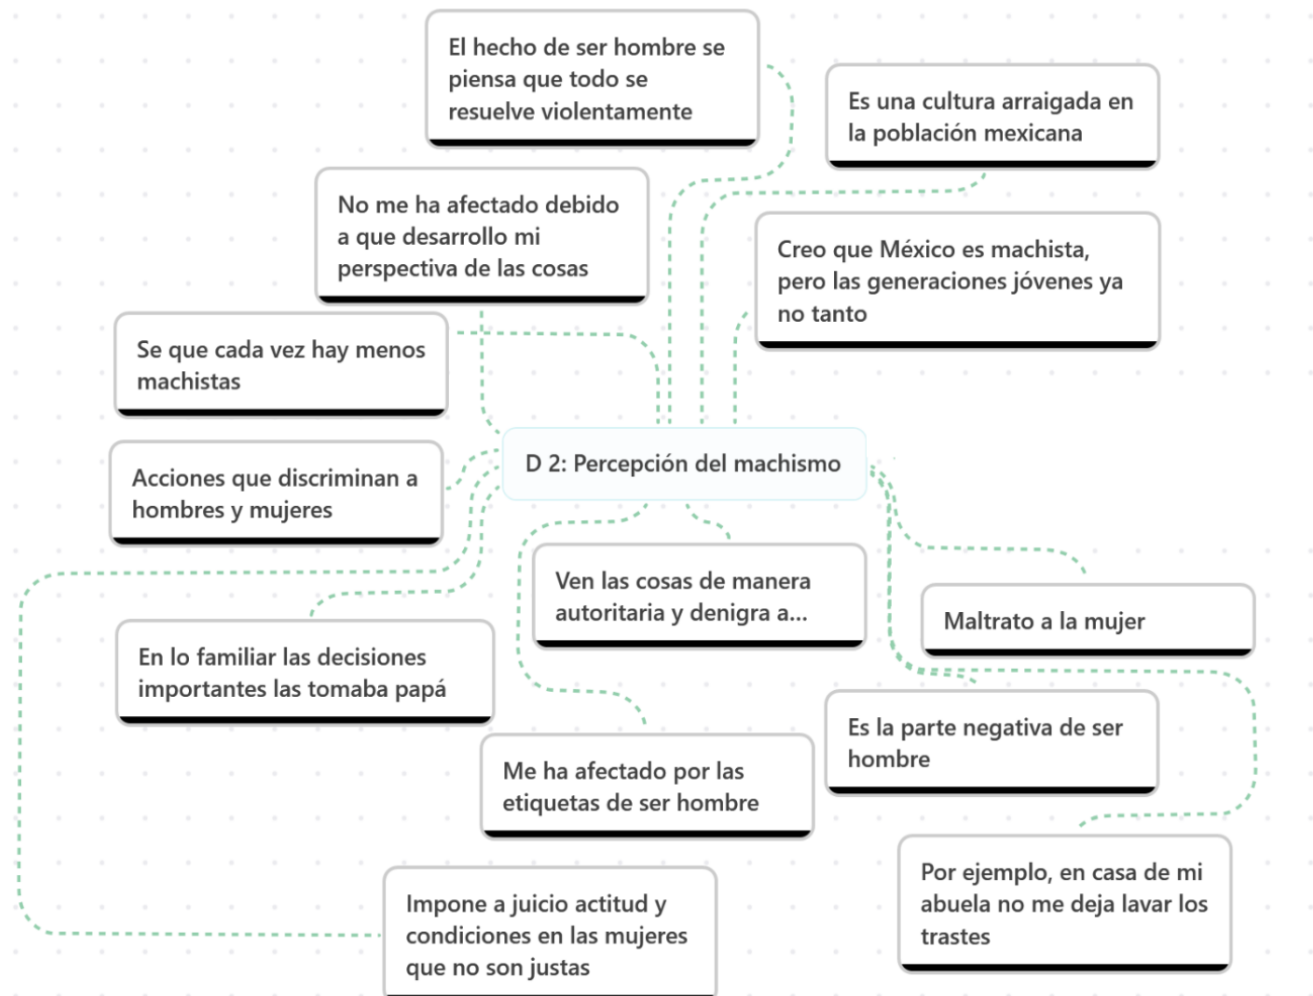 El hecho de ser hombre se
piensa que todo se
resuelve violentamente
Es una cultura arraigada en
la población mexicana
No me ha afectado debido
a que desarrollo mi
perspectiva de las cosas
Creo que México es machista,
pero las generaciones jóvenes ya
no tanto
Se que cada vez hay menos
machistas
D 2: Percepción del machismo
Acciones que discriminan a
hombres y mujeres
Ven las cosas de manera
autoritaria y denigra a...
Maltrato a la mujer
En lo familiar las decisiones
importantes las tomaba papá
Es la parte negativa de ser
hombre
Me ha afectado por las
etiquetas de ser hombre
Por ejemplo, en casa de mi
abuela no me deja lavar los
trastes
Impone a juicio actitud y
condiciones en las mujeres
que no son justas